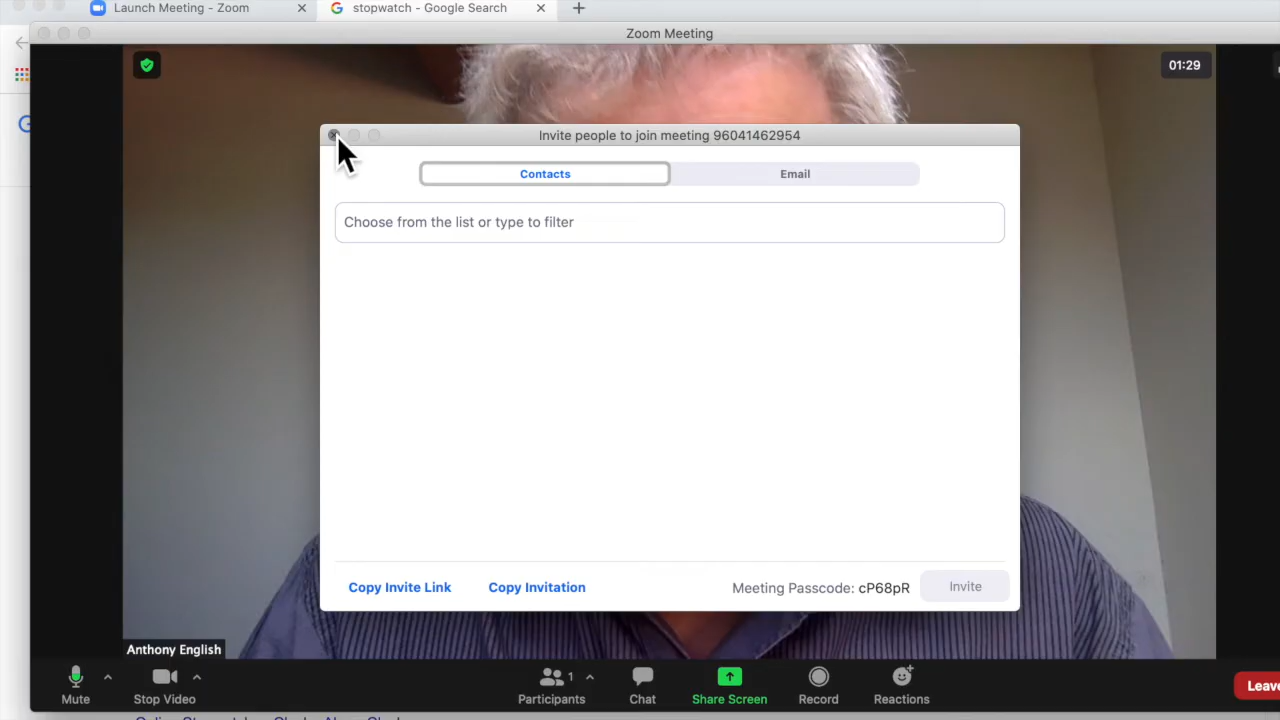 Launch Meeting - Zoom
stopwatch - Google Search
Zoom Meeting
01:29
Invite people to join meeting 96041462954
Contacts
Email
Choose from the list or type to filter
Copy Invite Link
Copy Invitation
Meeting Passcode: cP68pR
Invite
Anthony English
Mute
Stop Video
Participants
1
Chat
Share Screen
Record
Reactions
Leave